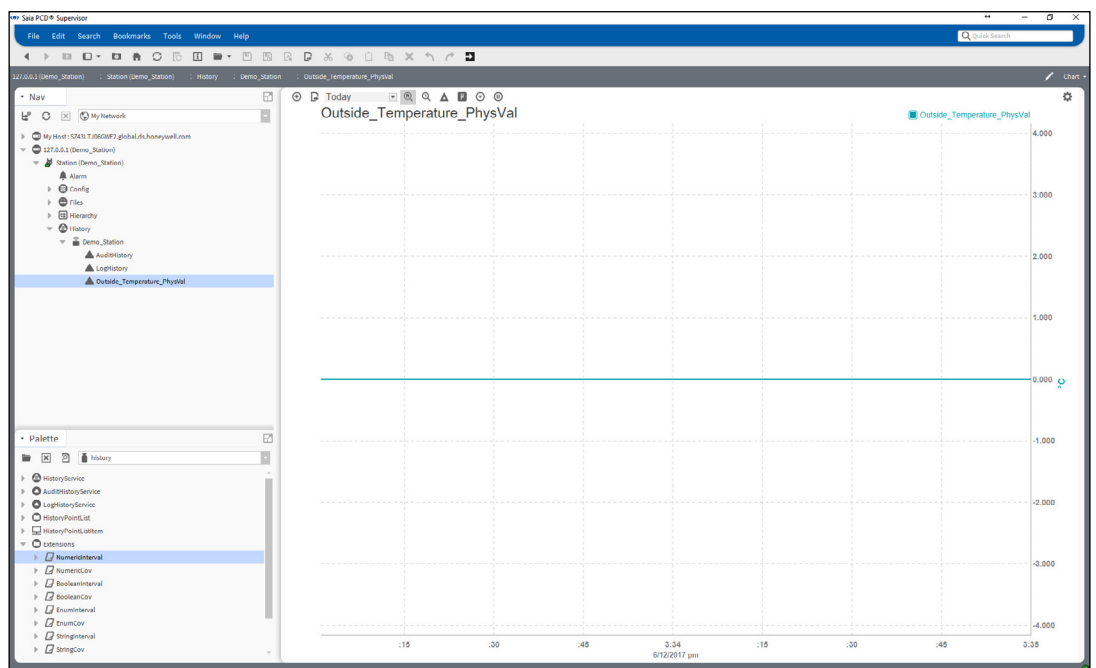 Saia PCD® Supervisor
File Edit Search Bookmarks Tools Window Help
Quick Search
127.0.0.1 (Demo_Station) : Station (Demo_Station) : History : Demo_Station : Outside_Temperature_PhysVal
Chart
Nav
My Network
127.0.0.1 (Demo_Station)
Station (Demo_Station)
Alarm
Config
Files
Hierarchy
History
Demo_Station
AuditHistory
LogHistory
Outside_Temperature_PhysVal
Palette
history
HistoryService
AuditHistoryService
LogHistoryService
HistoryPointList
HistoryPointListItem
Extensions
NumericInterval
NumericCov
BooleanInterval
BooleanCov
EnumInterval
EnumCov
StringInterval
StringCov
Today
Outside_Temperature_PhysVal
Outside_Temperature_PhysVal
4.000
3.000
2.000
1.000
0.000
°C
-1.000
-2.000
-3.000
-4.000
:15 :30 :45 3:34 :15 :30 :45 3:35
6/12/2017 pm